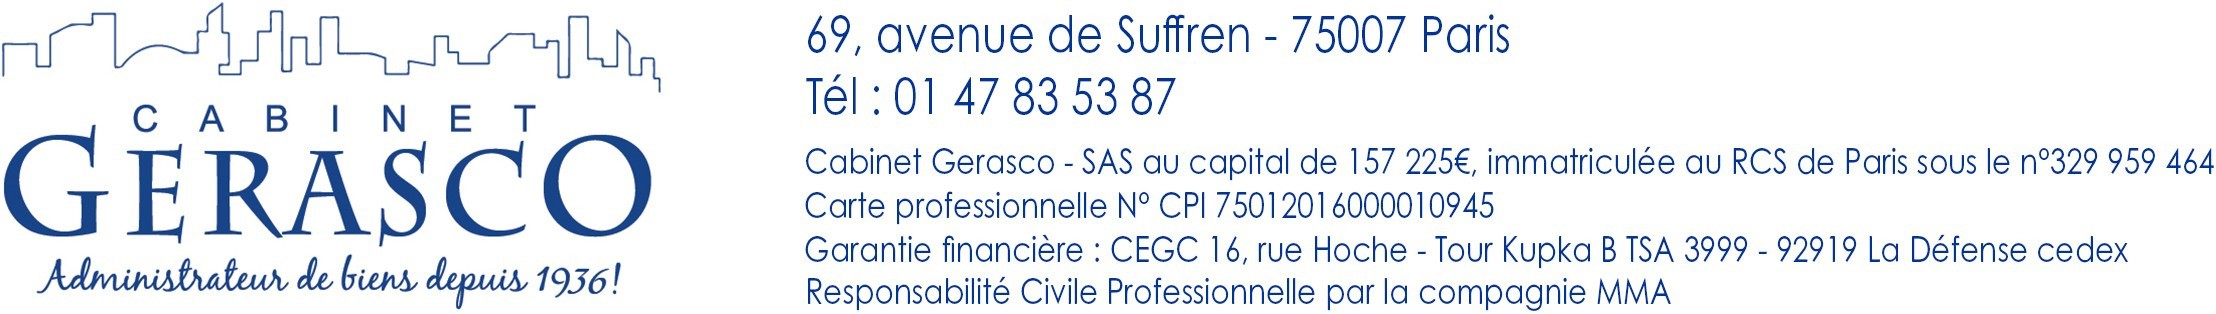 CABINET
GERASCO
Administrateur de biens depuis 1936!
69, avenue de Suffren - 75007 Paris
Tél : 01 47 83 53 87
Cabinet Gerasco - SAS au capital de 157 225€, immatriculée au RCS de Paris sous le nº329 959 464
Carte professionnelle Nº CPI 75012016000010945
Garantie financière : CEGC 16, rue Hoche - Tour Kupka B TSA 3999 - 92919 La Défense cedex
Responsabilité Civile Professionnelle par la compagnie MMA